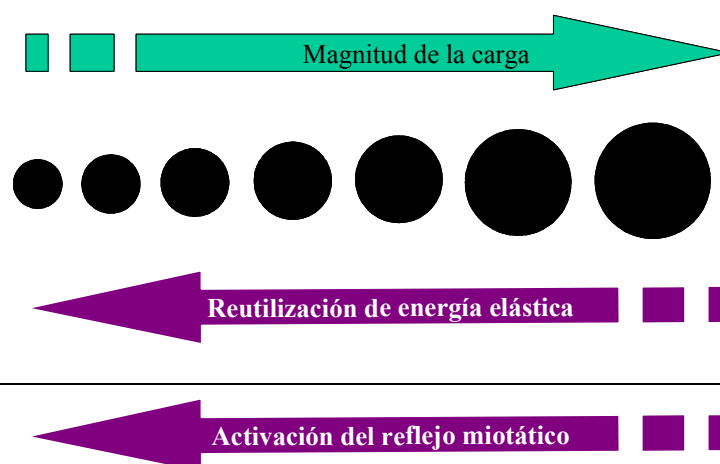 Magnitud de la carga
Reutilización de energía elástica
Activación del reflejo miotático